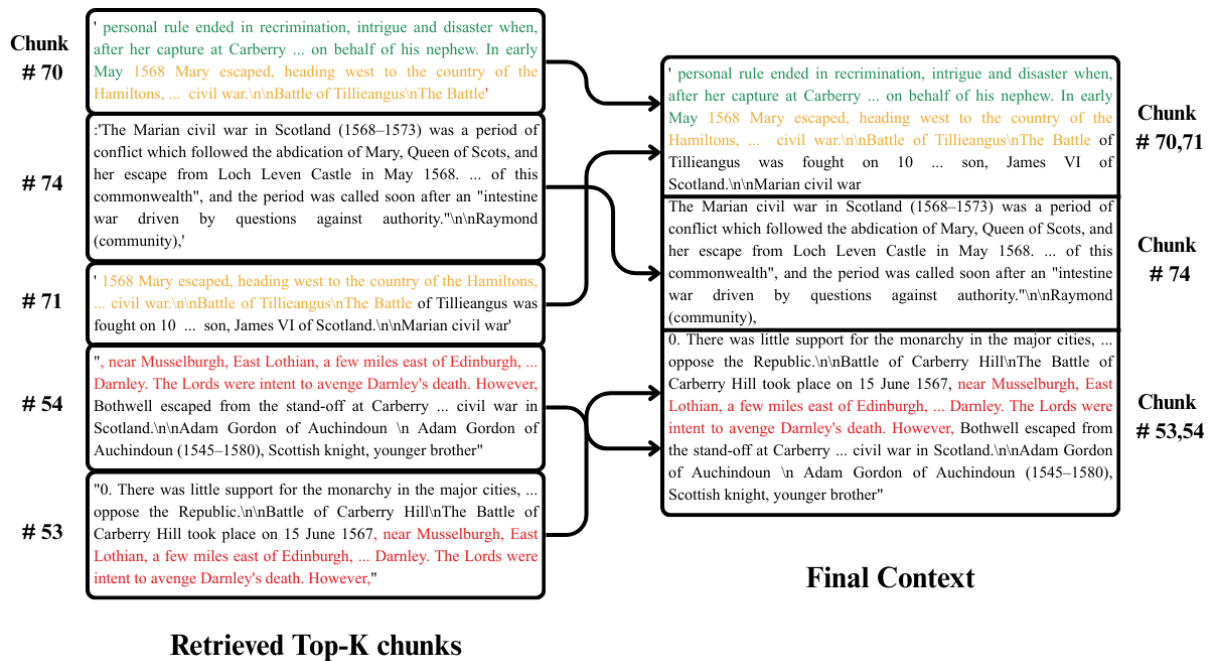 Chunk
# 70
' personal rule ended in recrimination, intrigue and disaster when,
after her capture at Carberry ... on behalf of his nephew. In early
May 1568 Mary escaped, heading west to the country of the
Hamiltons, ... civil war.\n\nBattle of Tillieangus\nThe Battle'
# 74
:'The Marian civil war in Scotland (1568–1573) was a period of
conflict which followed the abdication of Mary, Queen of Scots, and
her escape from Loch Leven Castle in May 1568. ... of this
commonwealth", and the period was called soon after an "intestine
war driven by questions against authority."\n\nRaymond
(community),'
# 71
' 1568 Mary escaped, heading west to the country of the Hamiltons,
... civil war.\n\nBattle of Tillieangus\nThe Battle of Tillieangus was
fought on 10 ... son, James VI of Scotland.\n\nMarian civil war'
# 54
", near Musselburgh, East Lothian, a few miles east of Edinburgh, ...
Darnley. The Lords were intent to avenge Darnley's death. However,
Bothwell escaped from the stand-off at Carberry ... civil war in
Scotland.\n\nAdam Gordon of Auchindoun \n Adam Gordon of
Auchindoun (1545–1580), Scottish knight, younger brother"
# 53
"0. There was little support for the monarchy in the major cities, ...
oppose the Republic.\n\nBattle of Carberry Hill\nThe Battle of
Carberry Hill took place on 15 June 1567, near Musselburgh, East
Lothian, a few miles east of Edinburgh, ... Darnley. The Lords were
intent to avenge Darnley's death. However,"
Retrieved Top-K chunks
' personal rule ended in recrimination, intrigue and disaster when,
after her capture at Carberry ... on behalf of his nephew. In early
May 1568 Mary escaped, heading west to the country of the
Hamiltons, ... civil war.\n\nBattle of Tillieangus\nThe Battle of
Tillieangus was fought on 10 ... son, James VI of
Scotland.\n\nMarian civil war
Chunk
# 70,71
The Marian civil war in Scotland (1568–1573) was a period of
conflict which followed the abdication of Mary, Queen of Scots, and
her escape from Loch Leven Castle in May 1568. ... of this
commonwealth", and the period was called soon after an "intestine
war driven by questions against authority."\n\nRaymond
(community),
Chunk
# 74
0. There was little support for the monarchy in the major cities, ...
oppose the Republic.\n\nBattle of Carberry Hill\nThe Battle of
Carberry Hill took place on 15 June 1567, near Musselburgh, East
Lothian, a few miles east of Edinburgh, ... Darnley. The Lords were
intent to avenge Darnley's death. However, Bothwell escaped from
the stand-off at Carberry ... civil war in Scotland.\n\nAdam Gordon
of Auchindoun \n Adam Gordon of Auchindoun (1545–1580),
Scottish knight, younger brother"
Chunk
# 53,54
Final Context